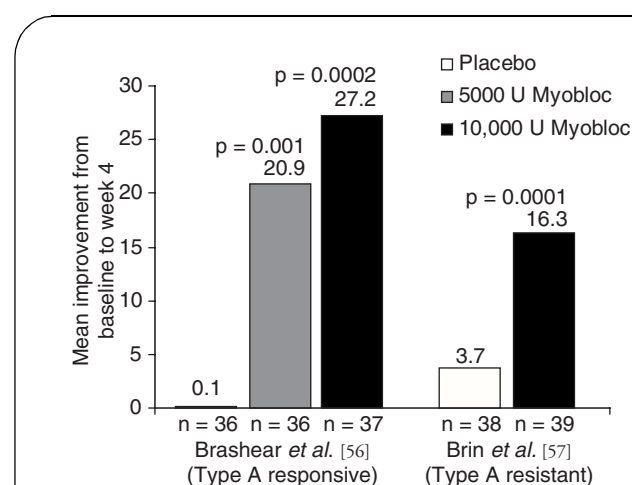 p = 0.0002
Placebo
5000 U Myobloc
10,000 U Myobloc
30
25
20
15
10
5
0
Mean improvement from
baseline to week 4
27.2
p = 0.001
20.9
p = 0.0001
16.3
3.7
0.1
n = 36 n = 36 n = 37 n = 38 n = 39
Brashear et al. [56] Brin et al. [57]
(Type A responsive) (Type A resistant)